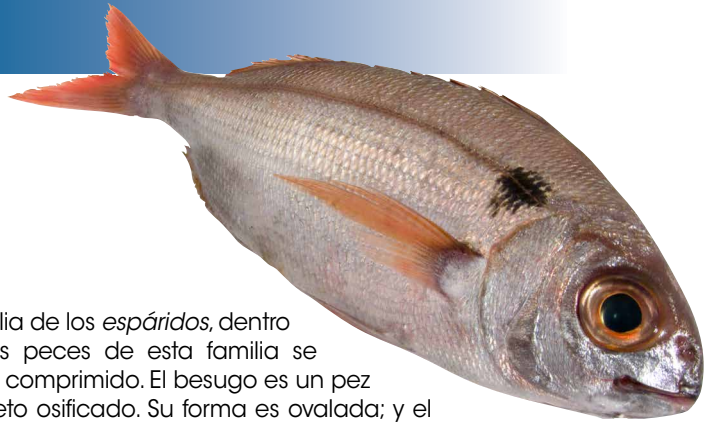 lia de los espáridos, dentro
s peces de esta familia se
comprimido. El besugo es un pez
eto osificado. Su forma es ovalada; y el